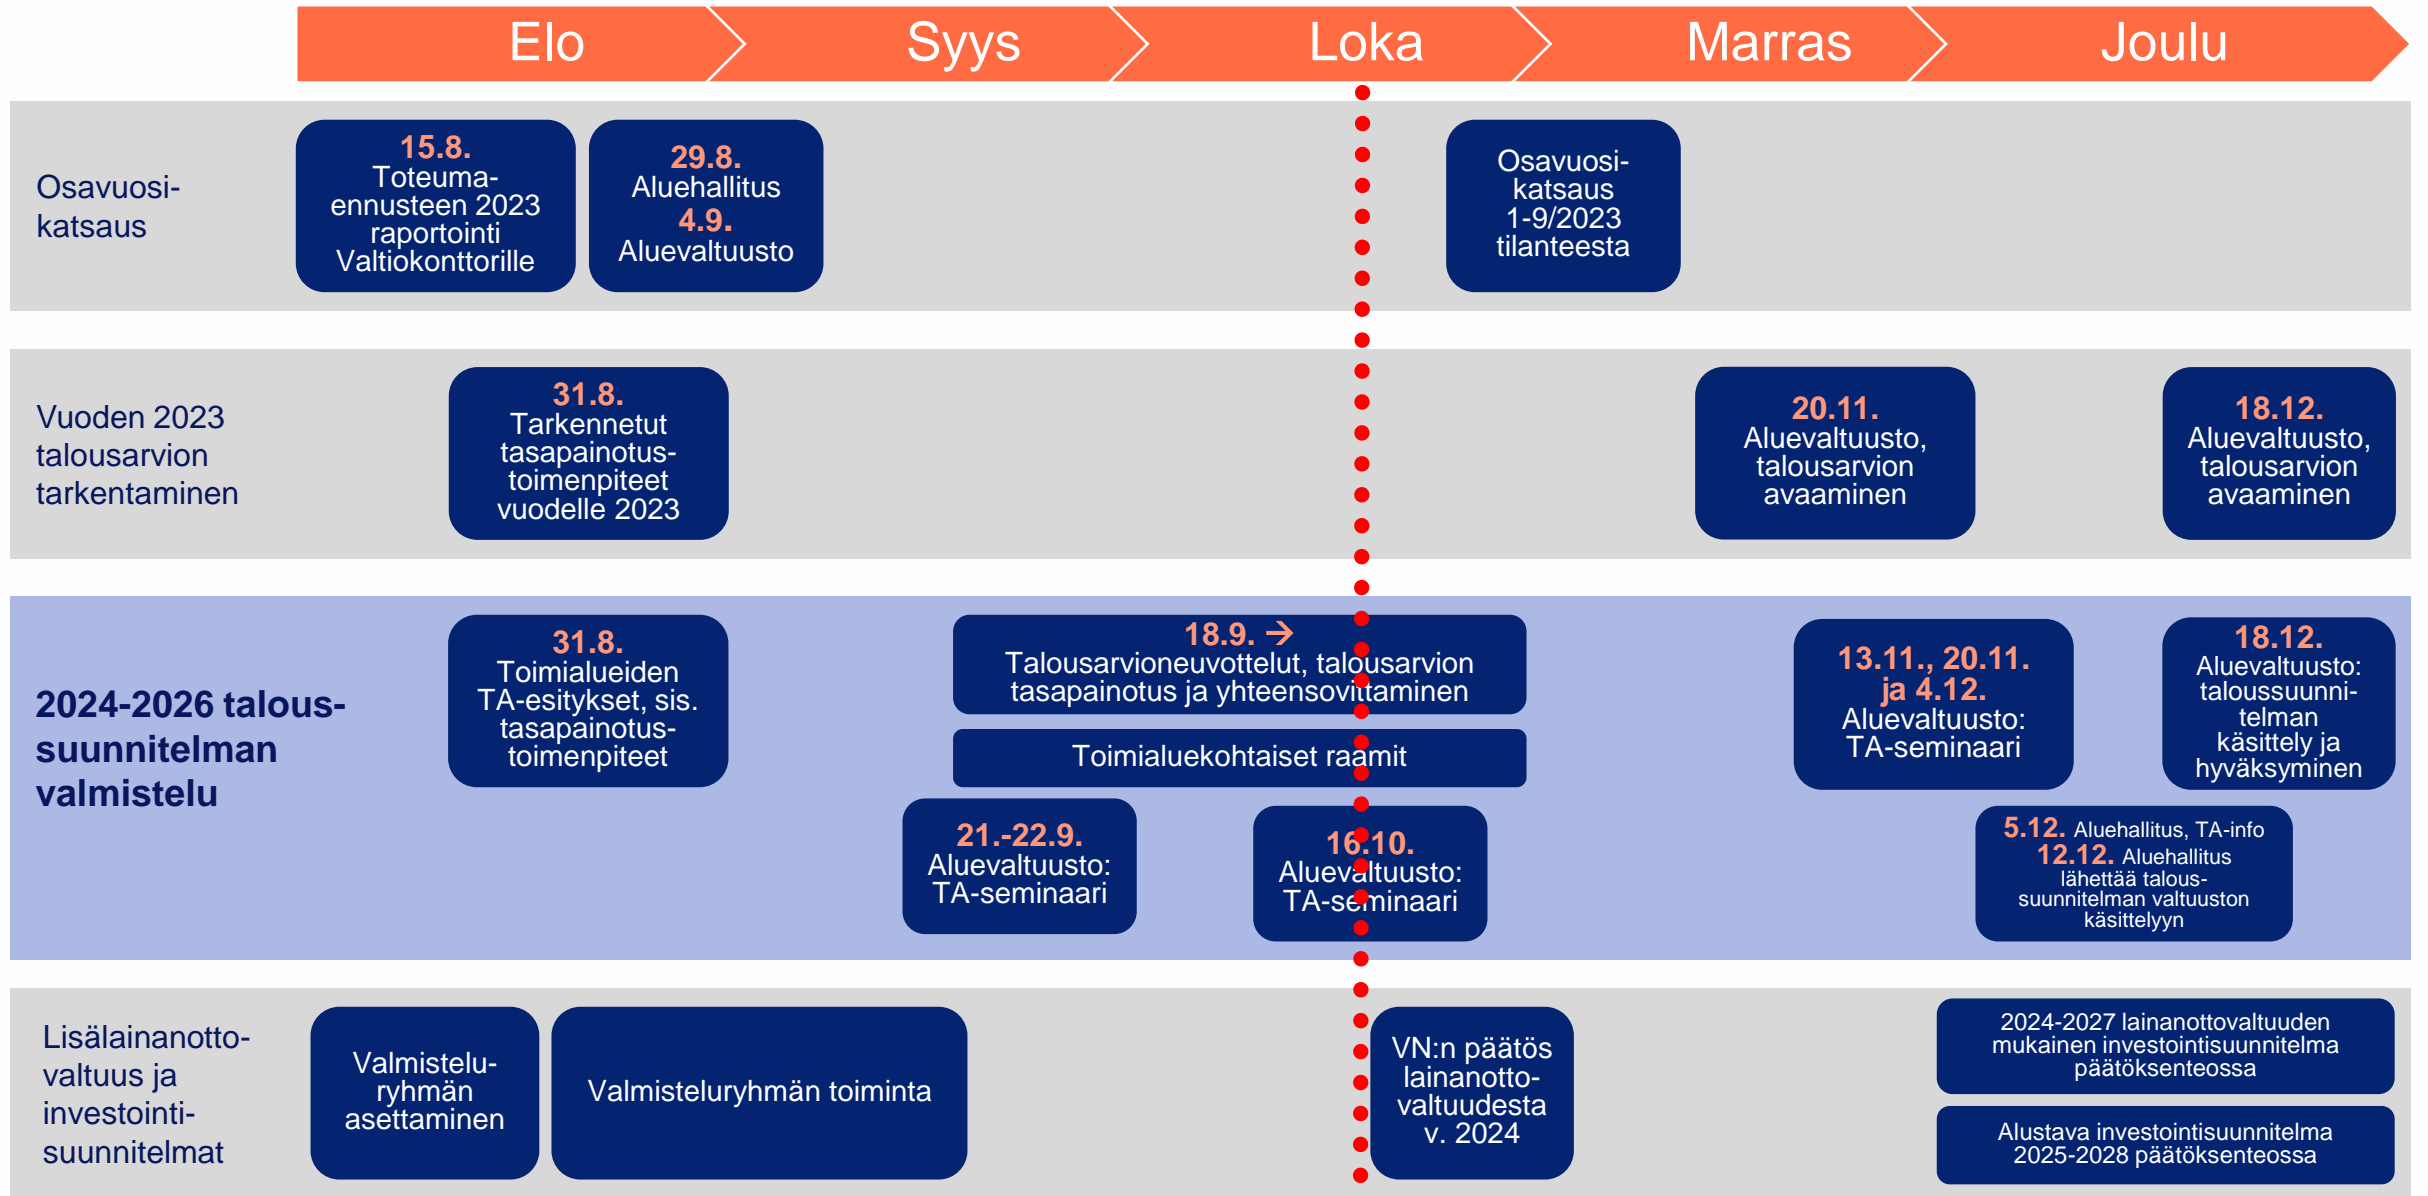 Elo
Syys
Loka
Marras
Joulu
Osavuosi-
katsaus
15.8.
Toteuma-
ennusteen 2023
raportointi
Valtiokonttorille
29.8.
Aluehallitus
4.9.
Aluevaltuusto
Osavuosi-
katsaus
1-9/2023
tilanteesta
Vuoden 2023
talousarvion
tarkentaminen
31.8.
Tarkennetut
tasapainotus-
toimenpiteet
vuodelle 2023
20.11.
Aluevaltuusto,
talousarvion
avaaminen
18.12.
Aluevaltuusto,
talousarvion
avaaminen
2024-2026 talous-
suunnitelman
valmistelu
31.8.
Toimialueiden
TA-esitykset, sis.
tasapainotus-
toimenpiteet
18.9. →
Talousarvioneuvottelut, talousarvion
tasapainotus ja yhteensovittaminen
Toimialuekohtaiset raamit
21.-22.9.
Aluevaltuusto:
TA-seminaari
16.10.
Aluevaltuusto:
TA-seminaari
13.11., 20.11.
ja 4.12.
Aluevaltuusto:
TA-seminaari
18.12.
Aluevaltuusto:
taloussuunni-
telman
käsittely ja
hyväksyminen
5.12. Aluehallitus, TA-info
12.12. Aluehallitus
lähettää talous-
suunnitelman valtuuston
käsittelyyn
Lisälainanotto-
valtuus ja
investointi-
suunnitelmat
Valmistelu-
ryhmän
asettaminen
Valmisteluryhmän toiminta
VN:n päätös
lainanotto-
valtuudesta
v. 2024
2024-2027 lainanottovaltuuden
mukainen investointisuunnitelma
päätöksenteossa
Alustava investointisuunnitelma
2025-2028 päätöksenteossa